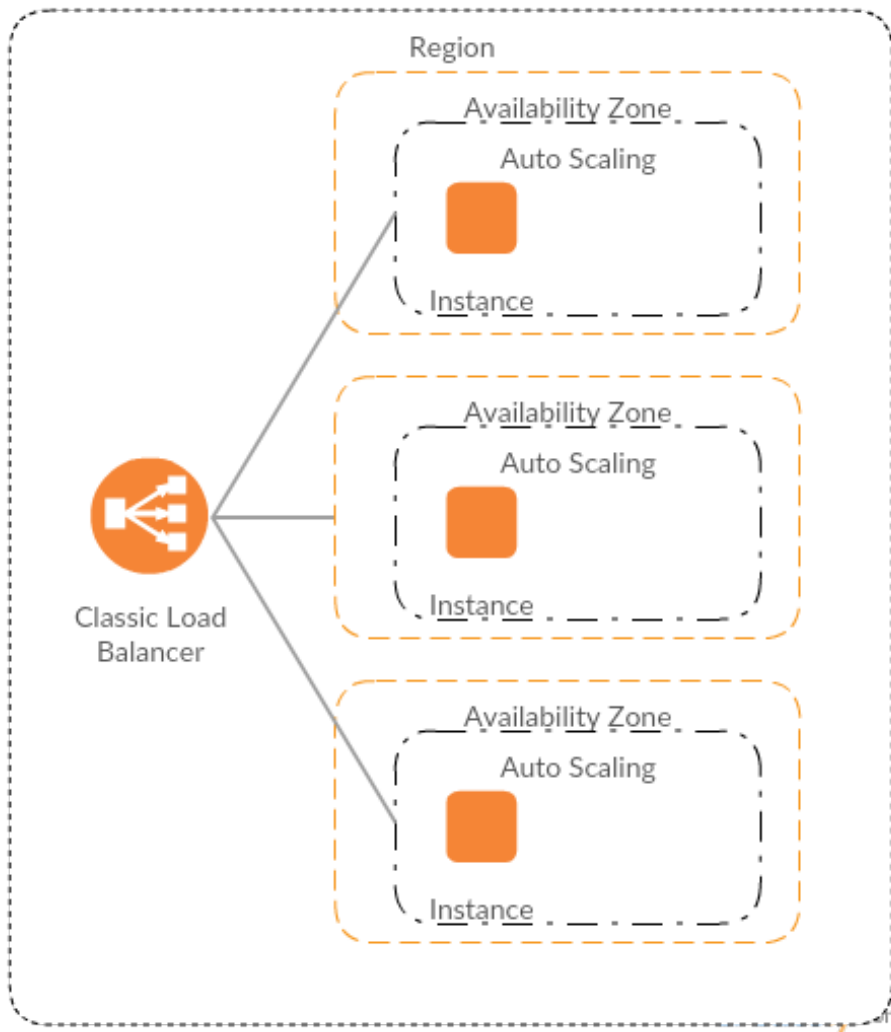 Region
Availability Zone
Auto Scaling
Instance
Availability Zone
Auto Scaling
Instance
Classic Load
Balancer
Availability Zone
Auto Scaling
Instance